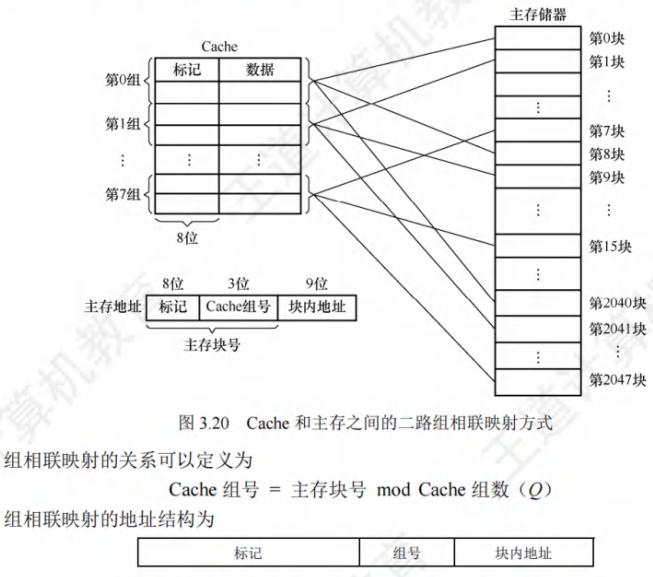 主存储器
Cache
标记 数据
第0组
第1组
⋮ ⋮ ⋮
第7组
8位
第0块
第1块
⋮
⋮
第7块
第8块
第9块
⋮ ⋮
第15块
⋮
第2040块
第2041块
⋮ ⋮
第2047块
8位 3位 9位
主存地址 标记 Cache组号 块内地址
主存块号
图 3.20 Cache 和主存之间的二路组相联映射方式
组相联映射的关系可以定义为
Cache 组号 = 主存块号 mod Cache 组数(Q)
组相联映射的地址结构为
标记 组号 块内地址